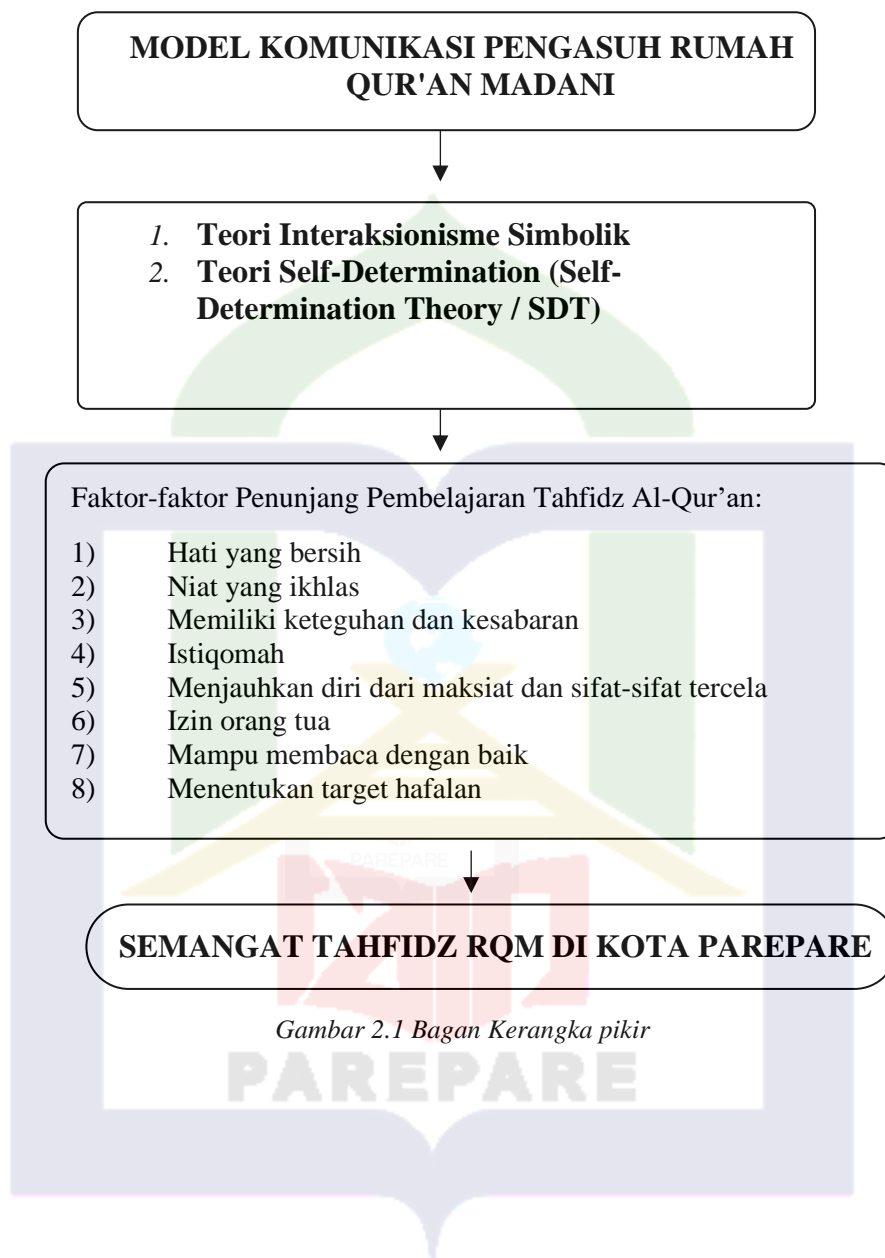 MODEL KOMUNIKASI PENGASUH RUMAH
QUR'AN MADANI
1. Teori Interaksionisme Simbolik
2. Teori Self-Determination (Self-
Determination Theory / SDT)
Faktor-faktor Penunjang Pembelajaran Tahfidz Al-Qur’an:
1) Hati yang bersih
2) Niat yang ikhlas
3) Memiliki keteguhan dan kesabaran
4) Istiqomah
5) Menjauhkan diri dari maksiat dan sifat-sifat tercela
6) Izin orang tua
7) Mampu membaca dengan baik
8) Menentukan target hafalan
PAREPARE
SEMANGAT TAHFIDZ RQM DI KOTA PAREPARE
Gambar 2.1 Bagan Kerangka pikir
PAREPARE